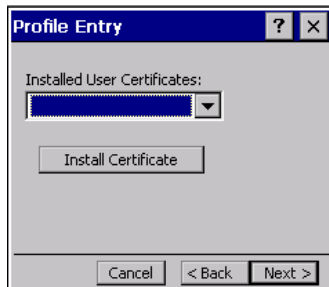 Profile Entry ? ×
Installed User Certificates:
Install Certificate
Cancel < Back Next >